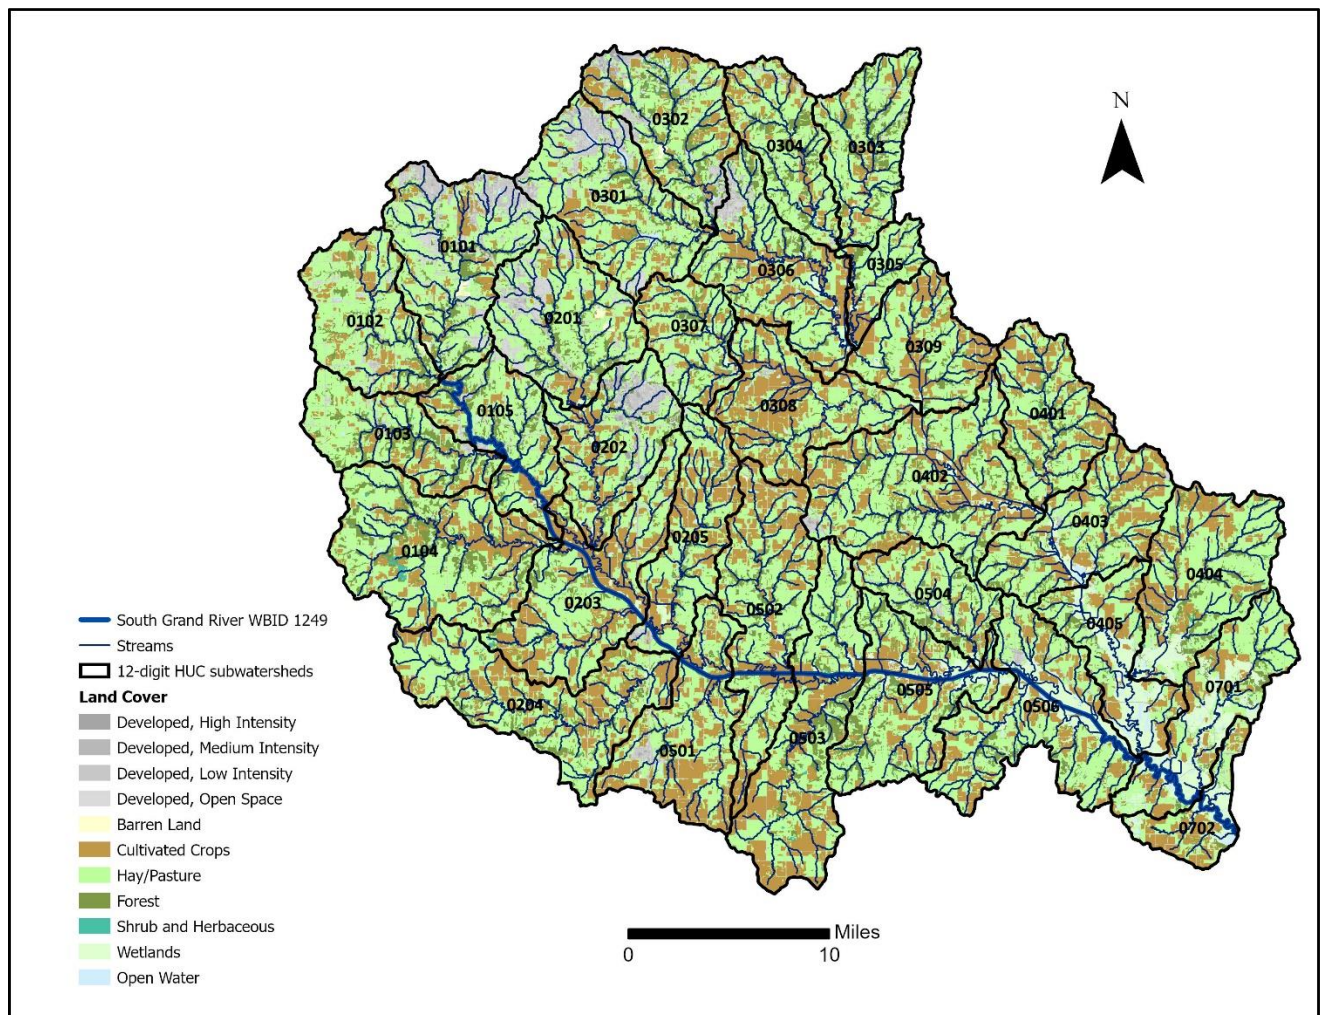 N
0302
0304
0303
0301
0101
0305
0306
0102
0201
0307
0309
0308
0105
0401
0103
0202
0402
0403
0205
0104
0404
0203
0502
0504
0405
0701
0204
0505
0506
0503
0501
0702
South Grand River WBID 1249
Streams
12-digit HUC subwatersheds
Land Cover
Developed, High Intensity
Developed, Medium Intensity
Developed, Low Intensity
Developed, Open Space
Barren Land
Cultivated Crops
Hay/Pasture
Forest
Shrub and Herbaceous
Wetlands
Open Water
Miles
0 10